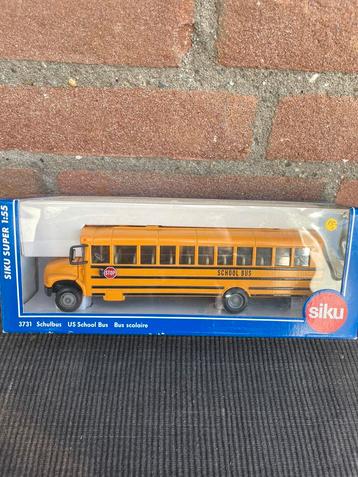 SIKU SUPER 1:55
STOP
SCHOOL BUS
siku
3731 Schulbus US School Bus Bus scolaire